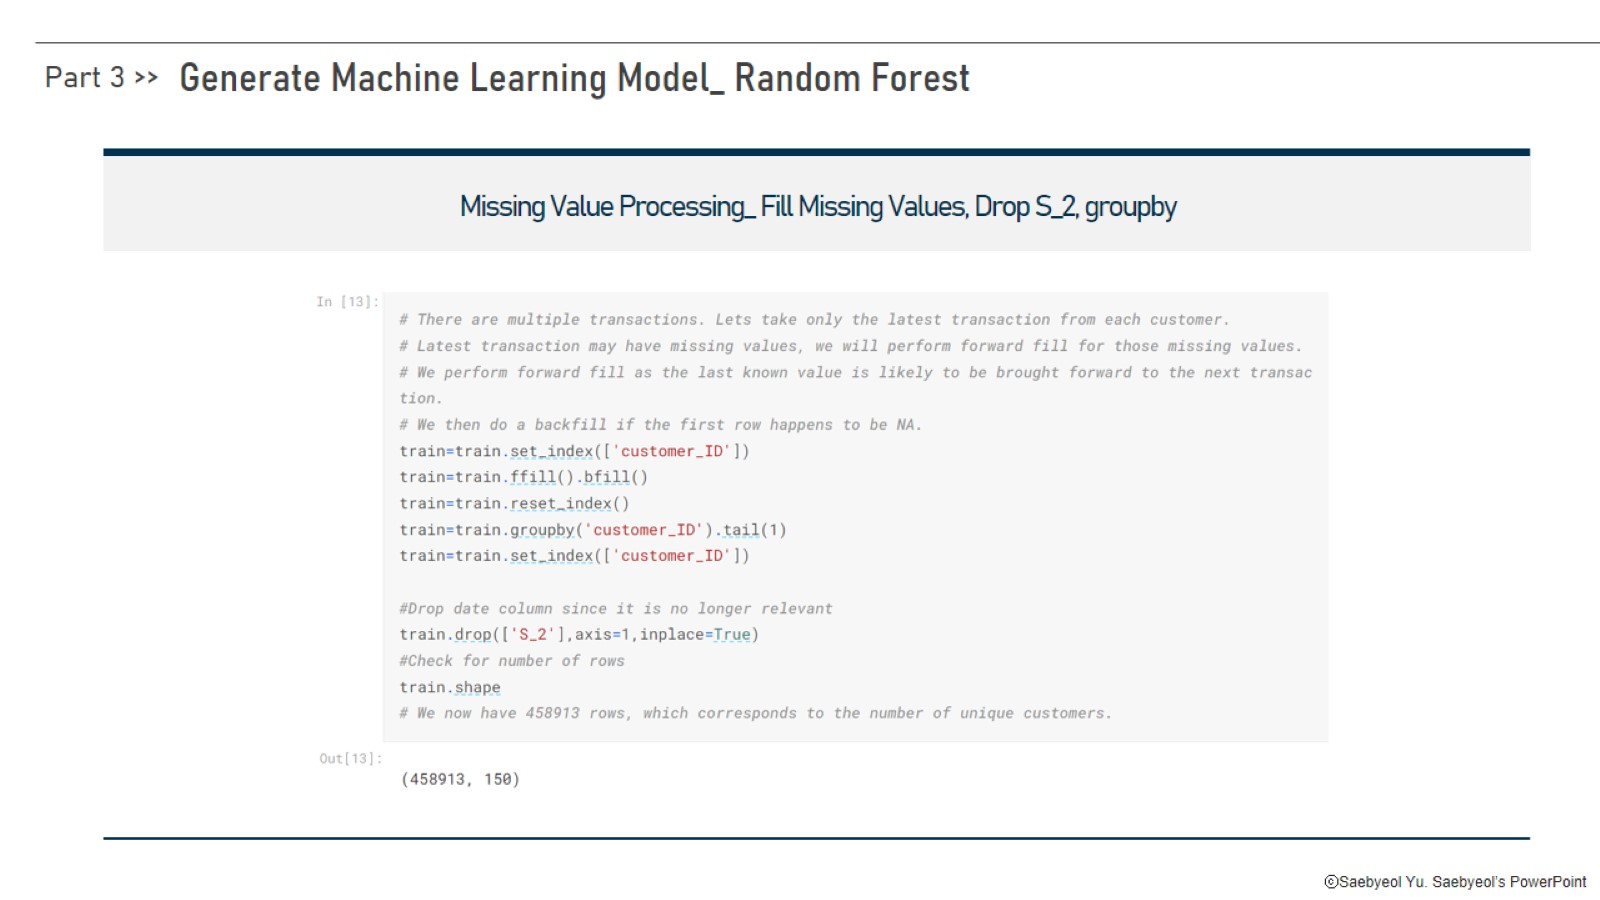 Part 3 >> Generate Machine Learning Model_ Random Forest
Missing Value Processing_ Fill Missing Values, Drop S_2, groupby
In [13]:
# There are multiple transactions. Lets take only the latest transaction from each customer.
# Latest transaction may have missing values, we will perform forward fill for those missing values.
# We perform forward fill as the last known value is likely to be brought forward to the next transac
tion.
# We then do a backfill if the first row happens to be NA.
train=train.set_index(['customer_ID'])
train=train.ffill().bfill()
train=train.reset_index()
train=train.groupby('customer_ID').tail(1)
train=train.set_index(['customer_ID'])
#Drop date column since it is no longer relevant
train.drop(['S_2'],axis=1,inplace=True)
#Check for number of rows
train.shape
# We now have 458913 rows, which corresponds to the number of unique customers.
Out[13]:
(458913, 150)
©Saebyeol Yu. Saebyeol's PowerPoint